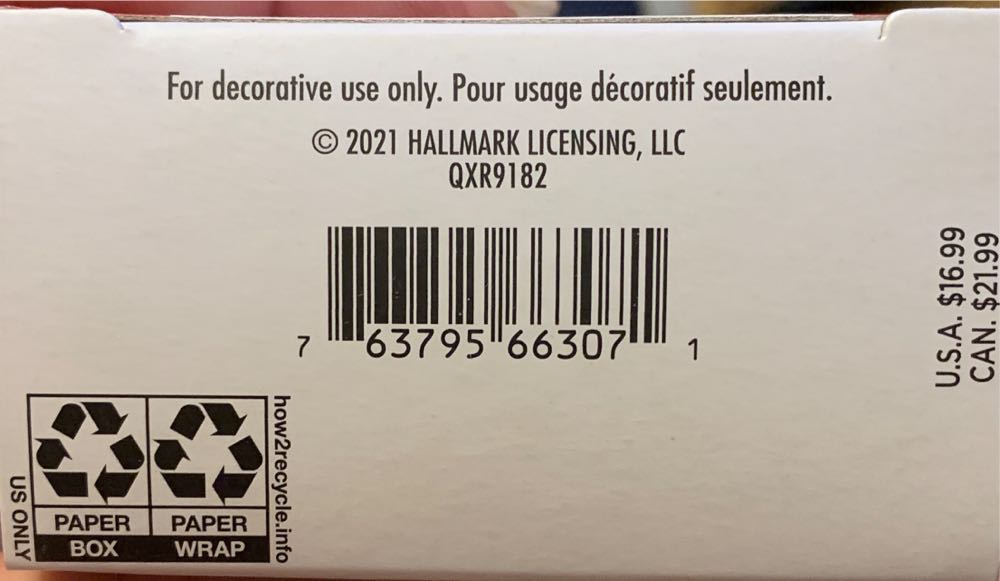 For decorative use only. Pour usage décoratif seulement.
© 2021 HALLMARK LICENSING, LLC
QXR9182
7 63795 66307 1
U.S.A. $16.99
CAN. $21.99
how2recycle.info
US ONLY
PAPER PAPER
BOX WRAP